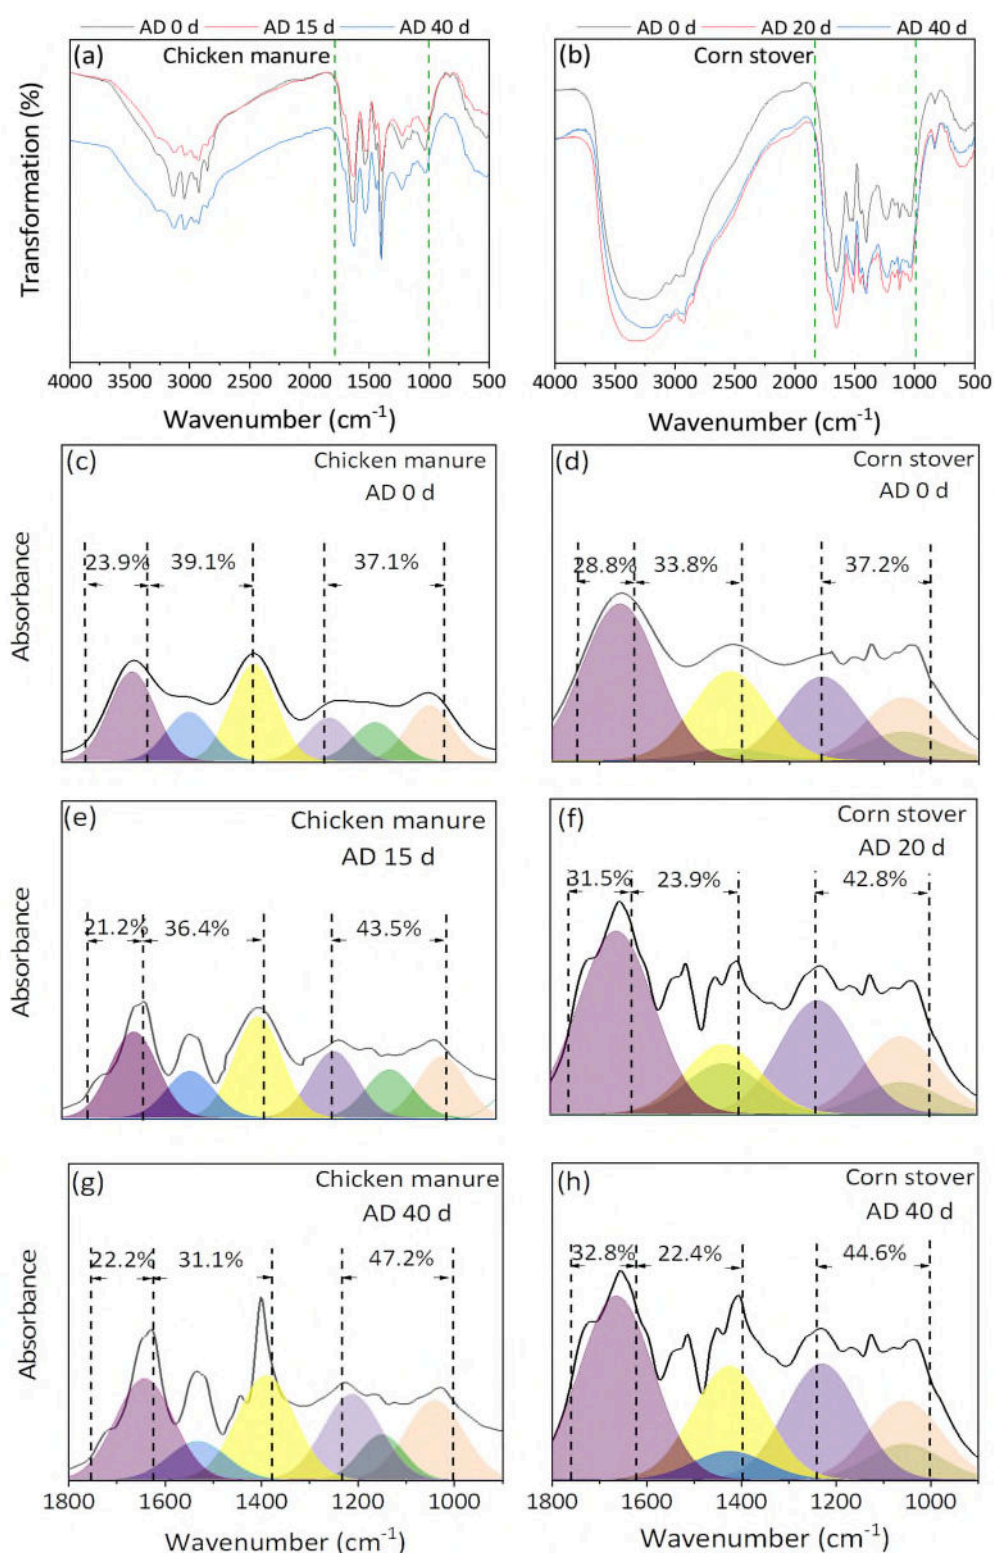 AD 0 d AD 15 d AD 40 d
(a) Chicken manure
Transformation (%)
4000 3500 3000 2500 2000 1500 1000 500
Wavenumber (cm-1)
AD 0 d AD 20 d AD 40 d
(b) Corn stover
4000 3500 3000 2500 2000 1500 1000 500
Wavenumber (cm-1)
(c) Chicken manure
AD 0 d
23.9% 39.1% 37.1%
Absorbance
(d) Corn stover
AD 0 d
28.8% 33.8% 37.2%
(e) Chicken manure
AD 15 d
21.2% 36.4% 43.5%
Absorbance
(f) Corn stover
AD 20 d
31.5% 23.9% 42.8%
1800 1600 1400 1200 1000
(g) Chicken manure
AD 40 d
22.2% 31.1% 47.2%
Absorbance
1800 1600 1400 1200 1000
Wavenumber (cm-1)
(h) Corn stover
AD 40 d
32.8% 22.4% 44.6%
1800 1600 1400 1200 1000
Wavenumber (cm-1)